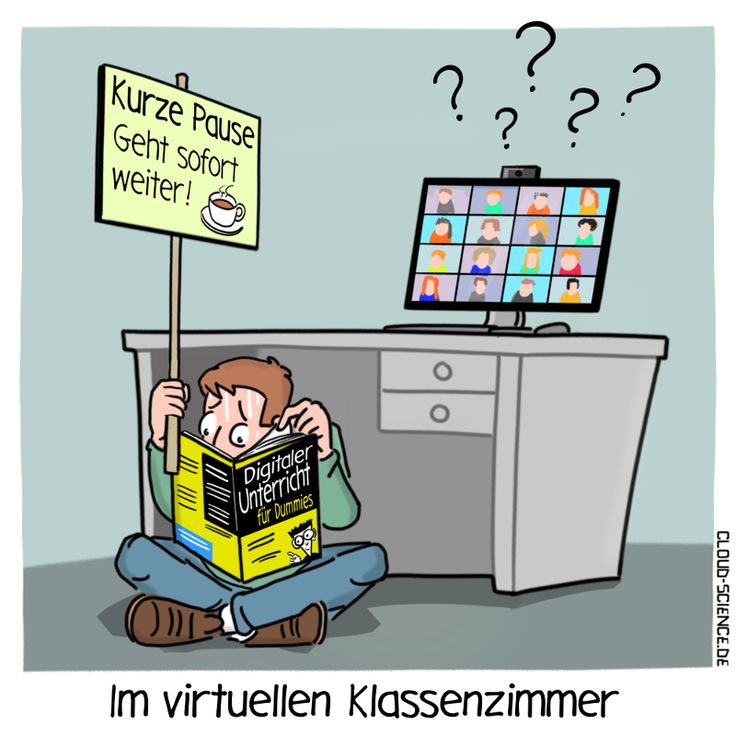 Kurze Pause
Geht sofort
weiter!
? ? ? ? ?
Digitaler
Unterricht
für Dummies
CLOUD-SCIENCE.DE
Im virtuellen Klassenzimmer